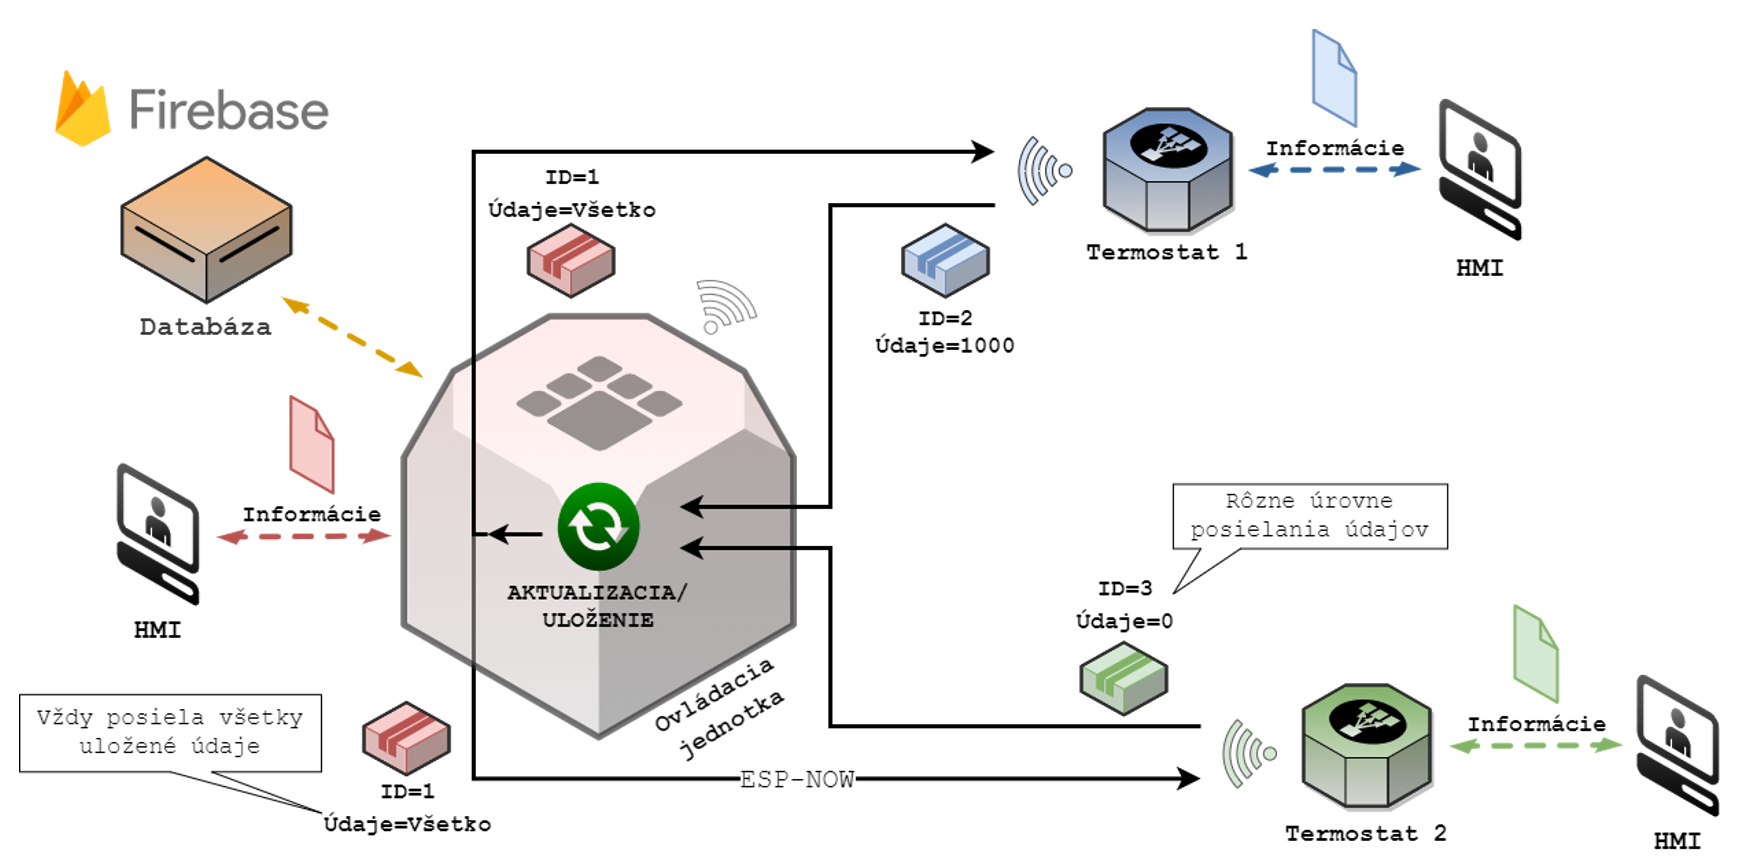 Firebase
Databáza
ID=1
Údaje=Všetko
ID=2
Údaje=1000
Termostat 1
Informácie
HMI
Informácie
HMI
AKTUALIZACIA/
ULOŽENIE
Ovládacia
jednotka
Rôzne úrovne
posielania údajov
ID=3
Údaje=0
Vždy posiela všetky
uložené údaje
ID=1
Údaje=Všetko
ESP-NOW
Termostat 2
Informácie
HMI